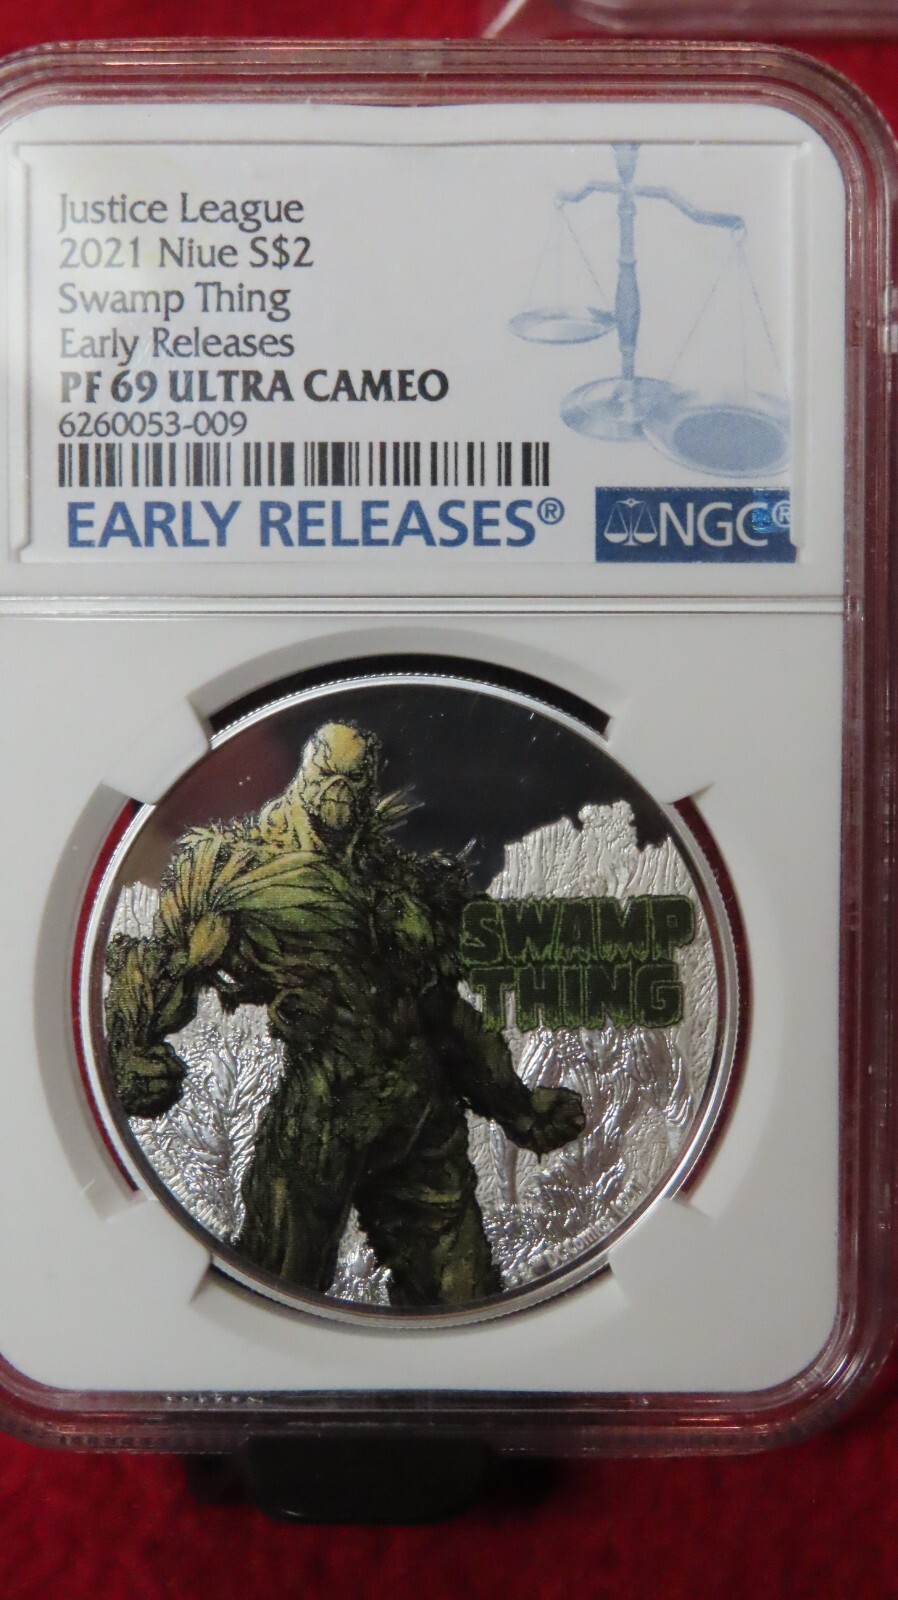 Justice League
2021 Niue S$2
Swamp Thing
Early Releases
PF 69 ULTRA CAMEO
6260053-009
EARLY RELEASES®
NGC®
SWAMP
THING